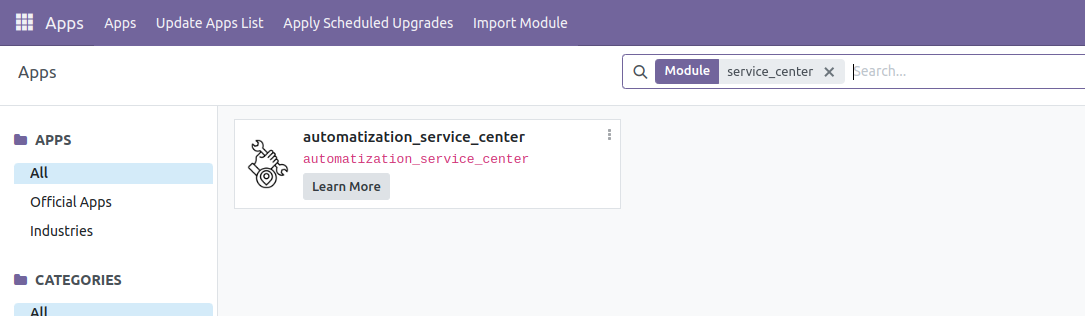 Apps Apps Update Apps List Apply Scheduled Upgrades Import Module
Apps
Module service_center Search...
APPS
All
Official Apps
Industries
CATEGORIES
All
automatization_service_center
automatization_service_center
Learn More